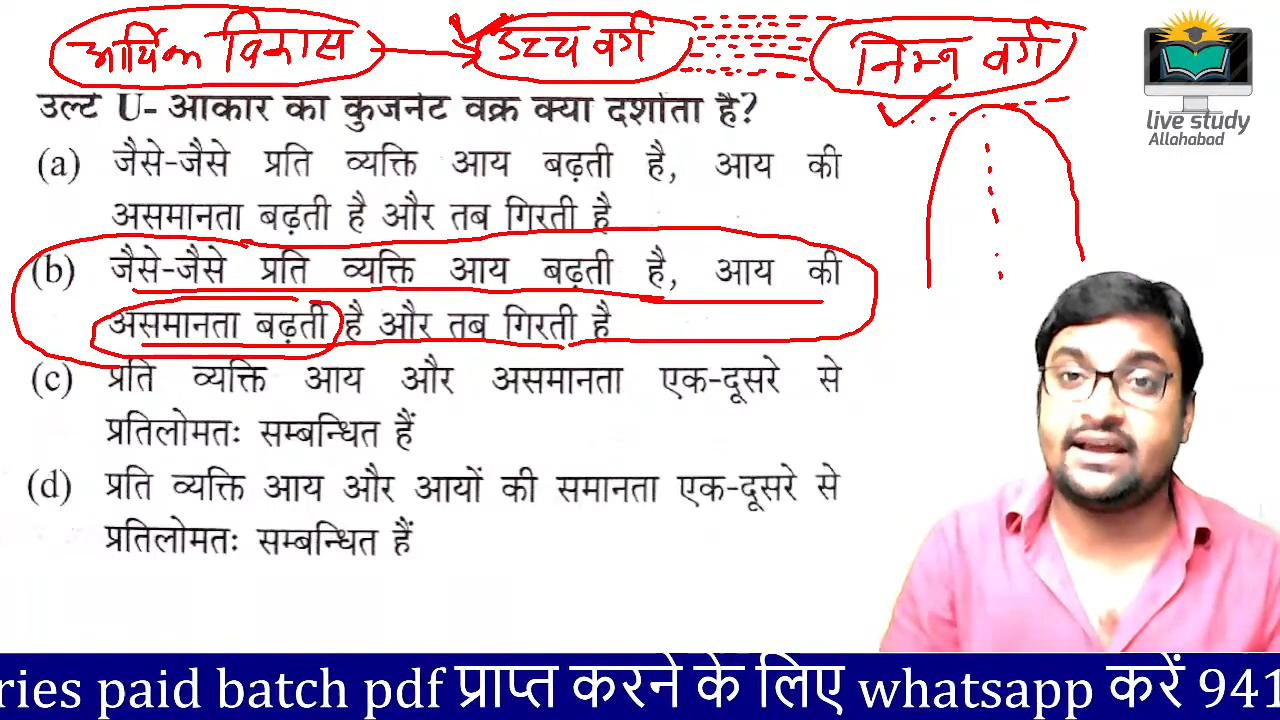 आर्थिक विकास उच्च वर्ग निम्न वर्ग
live study
Allahabad
उल्टे U- आकार का कुजनेट वक्र क्या दर्शाता है?
(a) जैसे-जैसे प्रति व्यक्ति आय बढ़ती है, आय की
असमानता बढ़ती है और तब गिरती है
(b) जैसे-जैसे प्रति व्यक्ति आय बढ़ती है, आय की
असमानता बढ़ती है और तब गिरती है
(c) प्रति व्यक्ति आय और असमानता एक-दूसरे से
प्रतिलोमतः सम्बन्धित हैं
(d) प्रति व्यक्ति आय और आयों की समानता एक-दूसरे से
प्रतिलोमतः सम्बन्धित हैं
ries paid batch pdf प्राप्त करने के लिए whatsapp करें 941